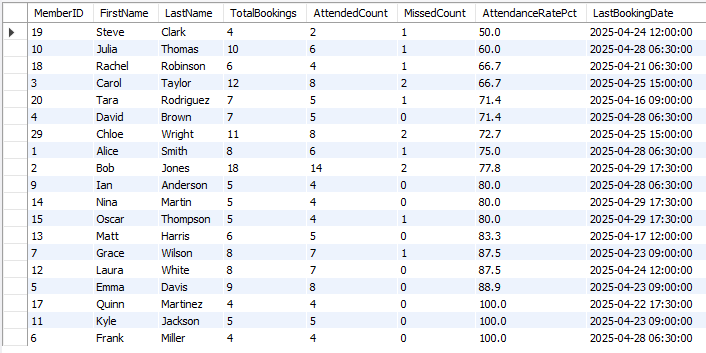 MemberID FirstName LastName TotalBookings AttendedCount MissedCount AttendanceRatePct LastBookingDate
19 Steve Clark 4 2 1 50.0 2025-04-24 12:00:00
10 Julia Thomas 10 6 1 60.0 2025-04-28 06:30:00
18 Rachel Robinson 6 4 1 66.7 2025-04-21 06:30:00
3 Carol Taylor 12 8 2 66.7 2025-04-25 15:00:00
20 Tara Rodriguez 7 5 1 71.4 2025-04-16 09:00:00
4 David Brown 7 5 0 71.4 2025-04-28 06:30:00
29 Chloe Wright 11 8 2 72.7 2025-04-25 15:00:00
1 Alice Smith 8 6 1 75.0 2025-04-28 06:30:00
2 Bob Jones 18 14 2 77.8 2025-04-29 17:30:00
9 Ian Anderson 5 4 0 80.0 2025-04-28 06:30:00
14 Nina Martin 5 4 0 80.0 2025-04-29 17:30:00
15 Oscar Thompson 5 4 1 80.0 2025-04-29 17:30:00
13 Matt Harris 6 5 0 83.3 2025-04-17 12:00:00
7 Grace Wilson 8 7 1 87.5 2025-04-23 09:00:00
12 Laura White 8 7 0 87.5 2025-04-24 12:00:00
5 Emma Davis 9 8 0 88.9 2025-04-23 09:00:00
17 Quinn Martinez 4 4 0 100.0 2025-04-22 17:30:00
11 Kyle Jackson 5 5 0 100.0 2025-04-23 09:00:00
6 Frank Miller 4 4 0 100.0 2025-04-28 06:30:00